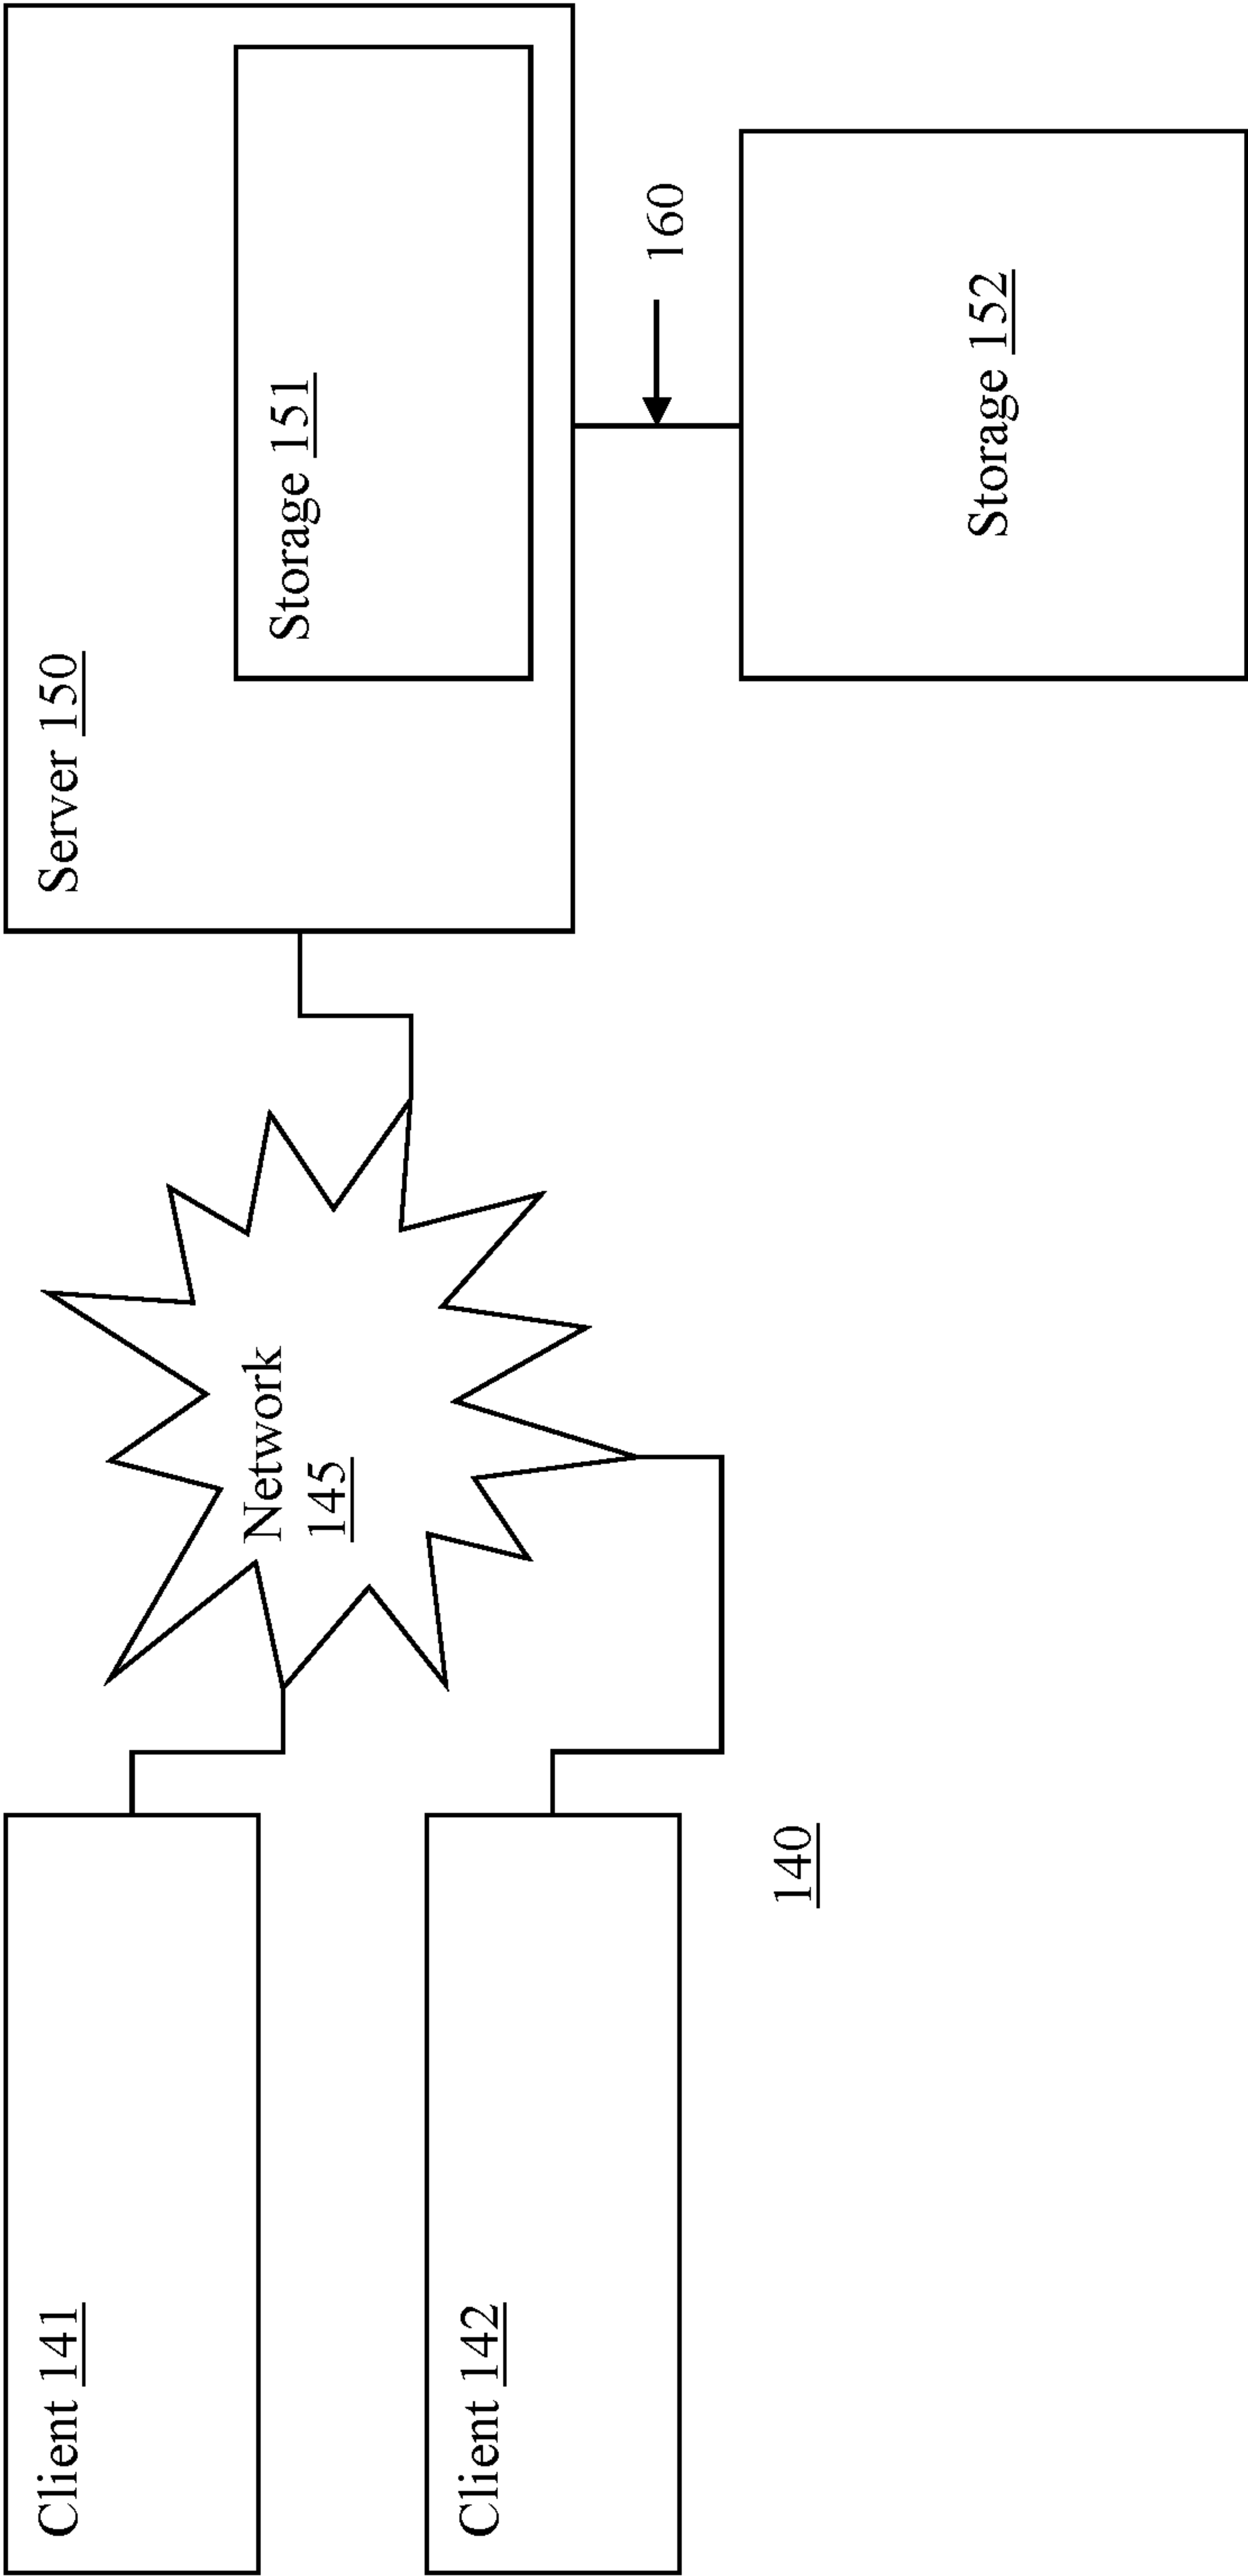 Client 141
Server 150
Network
145
Storage 151
Client 142
160
140
Storage 152